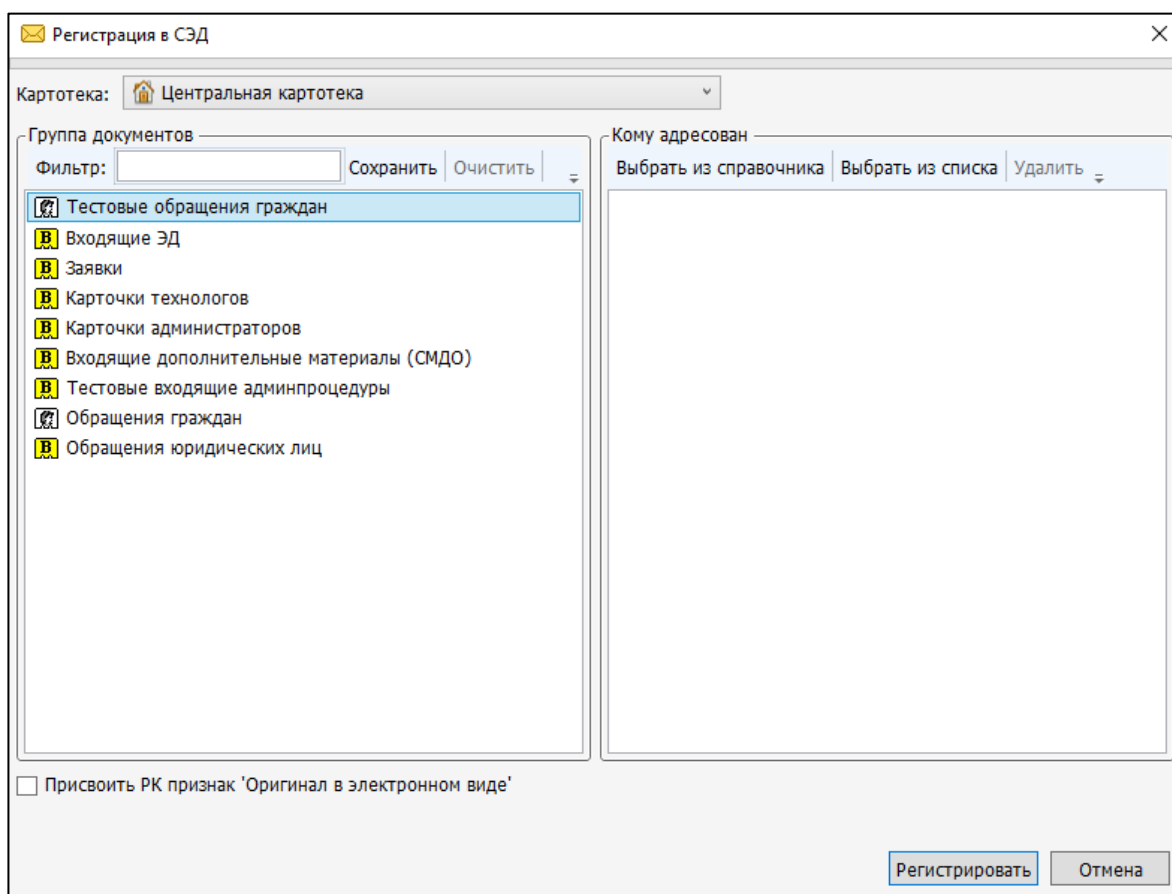 Регистрация в СЭД
Картотека: Центральная картотека
Группа документов
Фильтр: Сохранить Очистить
Тестовые обращения граждан
В Входящие ЭД
В Заявки
В Карточки технологов
В Карточки администраторов
В Входящие дополнительные материалы (СМДО)
В Тестовые входящие админпроцедуры
Обращения граждан
В Обращения юридических лиц
Кому адресован
Выбрать из справочника Выбрать из списка Удалить
Присвоить РК признак 'Оригинал в электронном виде'
Регистрировать Отмена